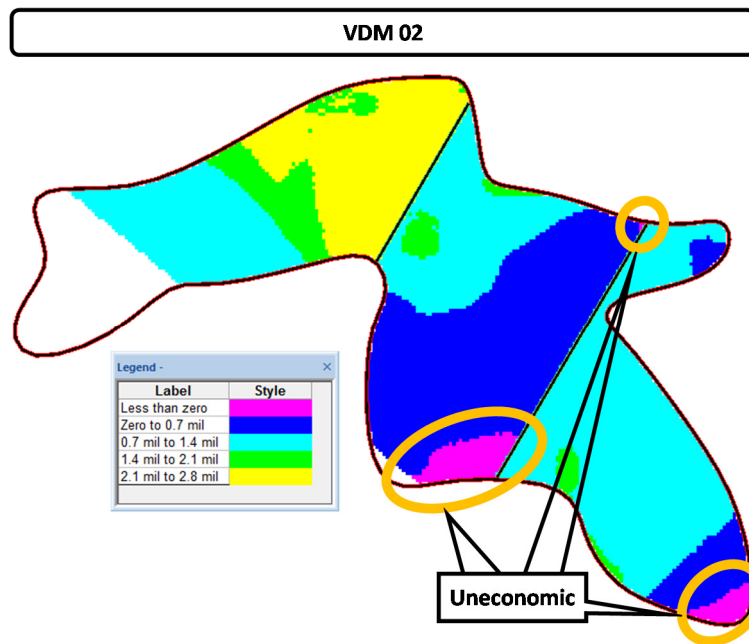 VDM 02
Legend -
Label Style
Less than zero
Zero to 0.7 mil
0.7 mil to 1.4 mil
1.4 mil to 2.1 mil
2.1 mil to 2.8 mil
Uneconomic